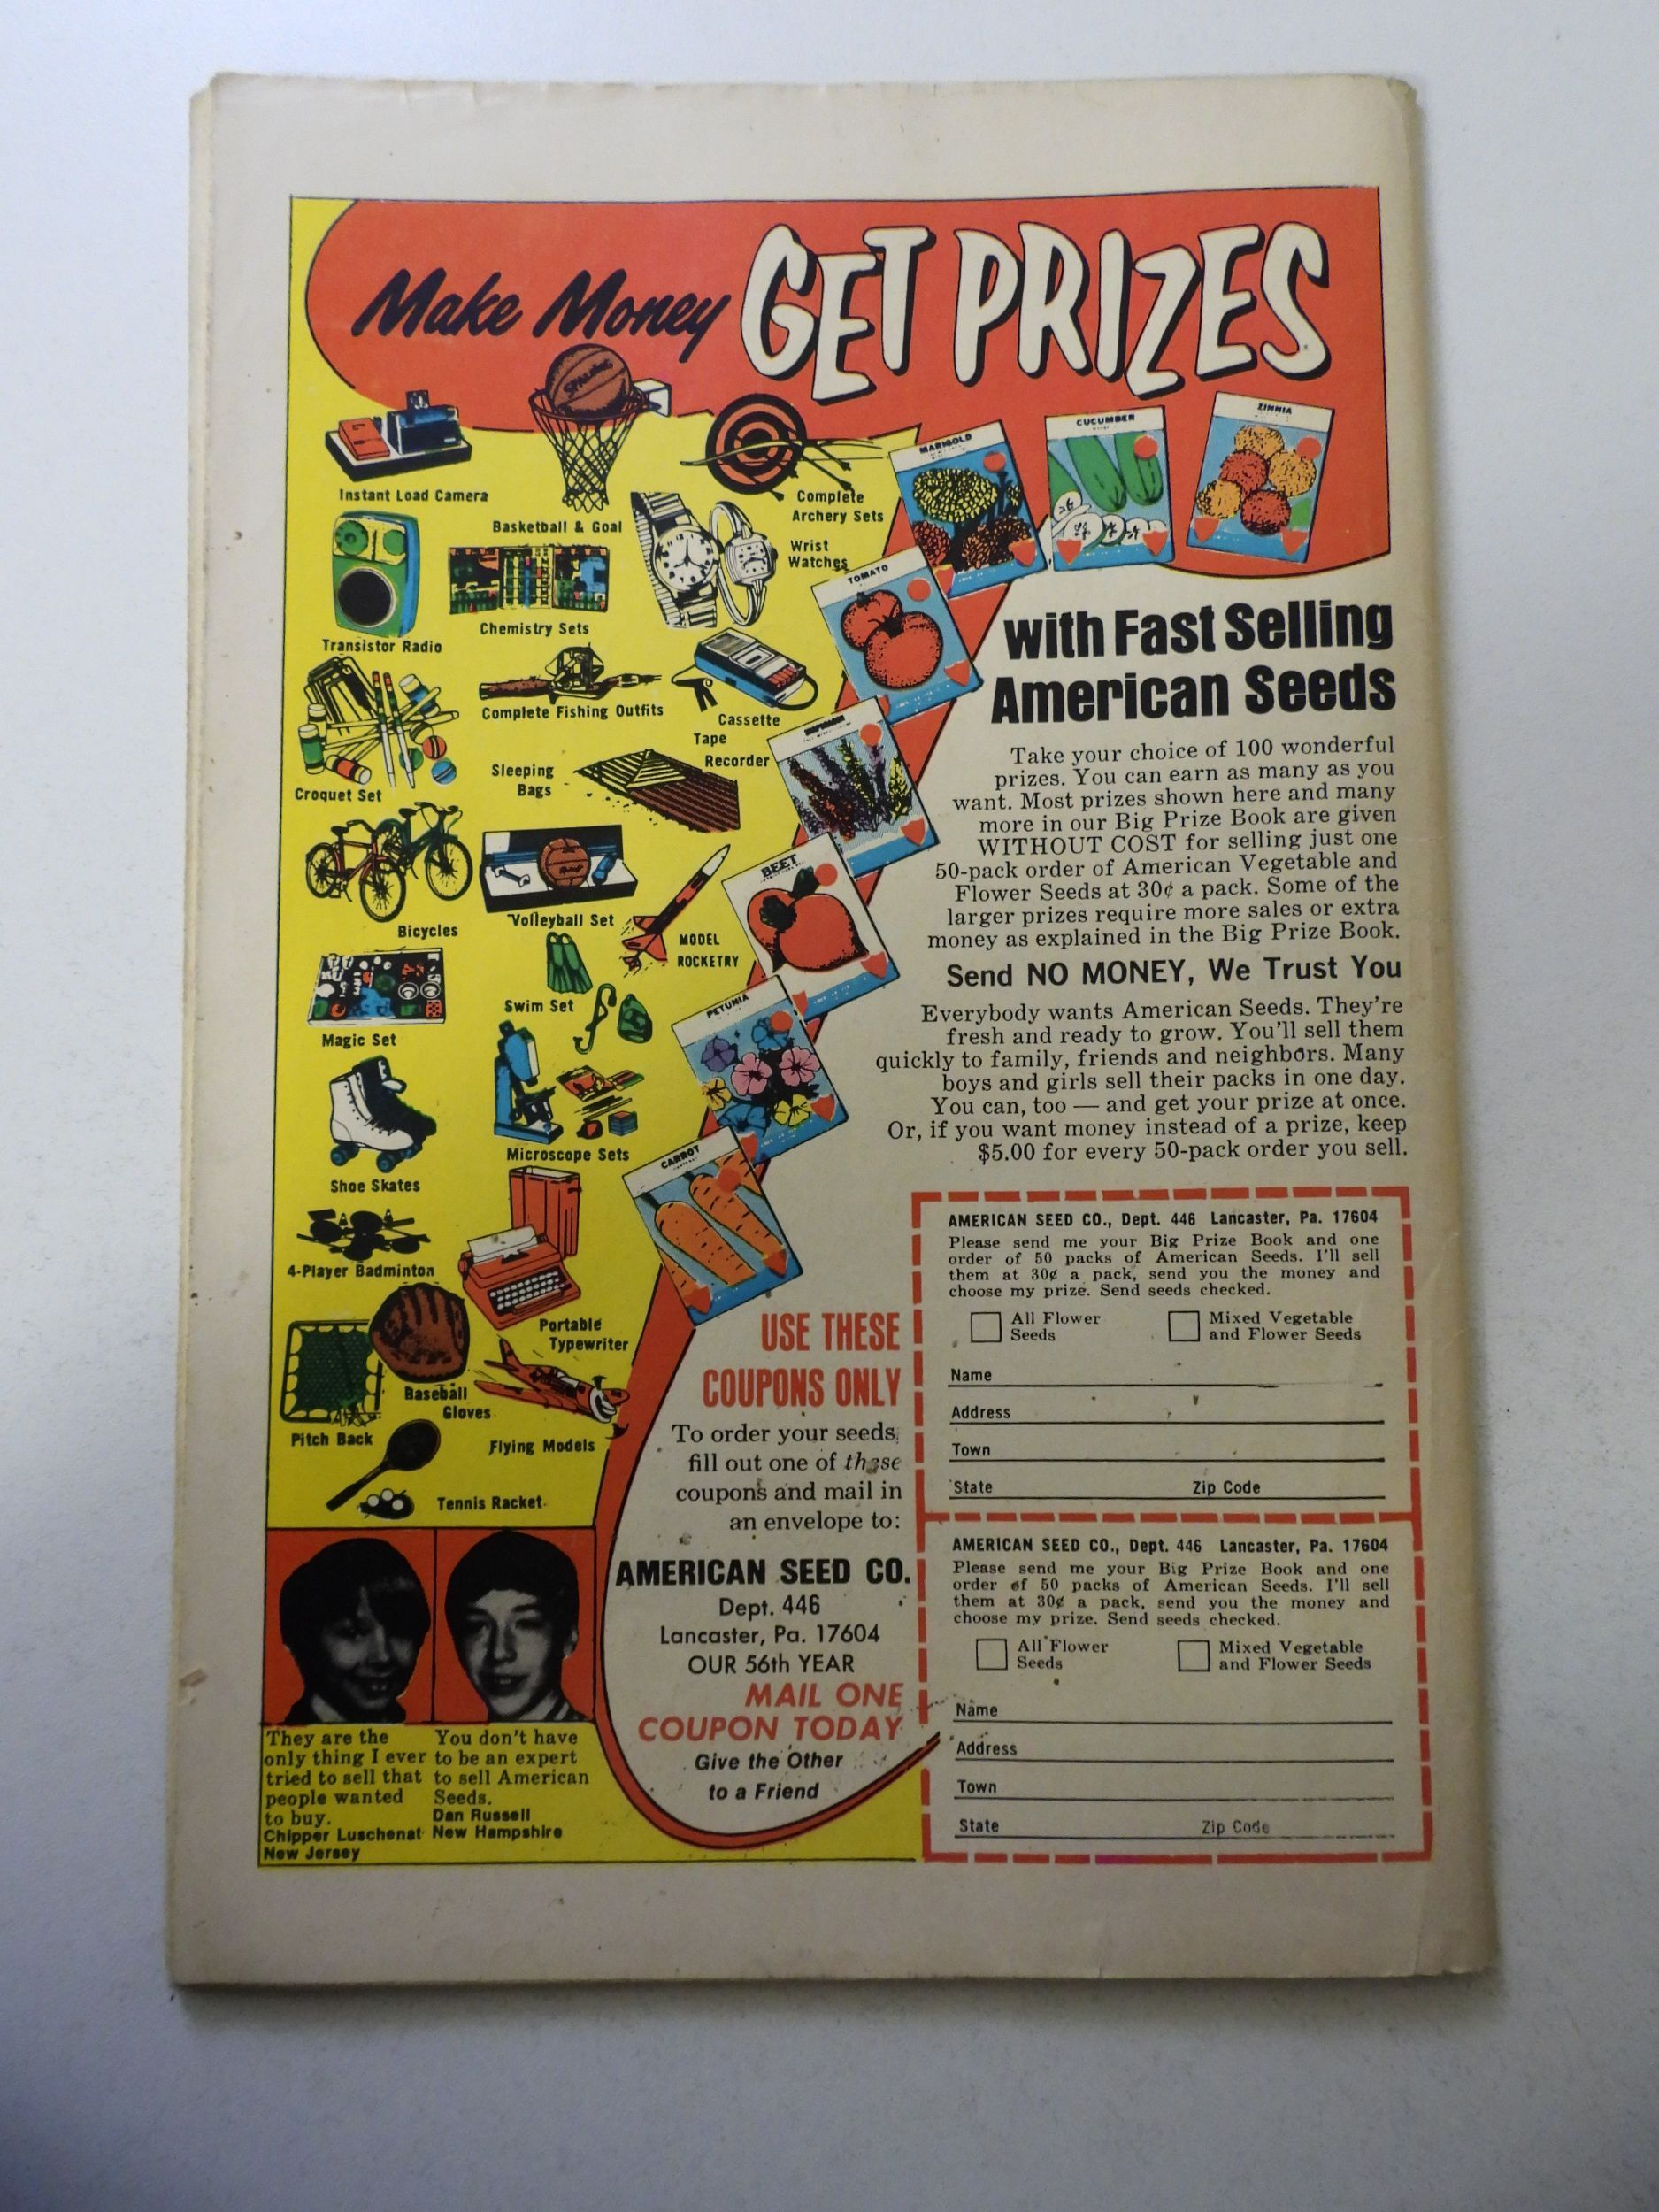 Make Money GET PRIZES
SPALDING
Instant Load Camera
Basketball & Goal
Complete
Archery Sets
Wrist
Watches
Transistor Radio
Chemistry Sets
Complete Fishing Outfits
Cassette
Tape
Recorder
Croquet Set
Sleeping
Bags
Bicycles
Volleyball Set
MODEL
ROCKETRY
Magic Set
Swim Set
Shoe Skates
Microscope Sets
4-Player Badminton
Portable
Typewriter
Baseball
Gloves
Pitch Back
Flying Models
Tennis Racket
MARIGOLD
CUCUMBER
ZINNIA
TOMATO
BEET
PETUNIA
CARROT
with Fast Selling
American Seeds
Take your choice of 100 wonderful
prizes. You can earn as many as you
want. Most prizes shown here and many
more in our Big Prize Book are given
WITHOUT COST for selling just one
50-pack order of American Vegetable and
Flower Seeds at 30¢ a pack. Some of the
larger prizes require more sales or extra
money as explained in the Big Prize Book.
Send NO MONEY, We Trust You
Everybody wants American Seeds. They're
fresh and ready to grow. You'll sell them
quickly to family, friends and neighbors. Many
boys and girls sell their packs in one day.
You can, too — and get your prize at once.
Or, if you want money instead of a prize, keep
$5.00 for every 50-pack order you sell.
USE THESE
COUPONS ONLY
To order your seeds,
fill out one of these
coupons and mail in
an envelope to:
AMERICAN SEED CO.
Dept. 446
Lancaster, Pa. 17604
OUR 56th YEAR
MAIL ONE
COUPON TODAY
Give the Other
to a Friend
AMERICAN SEED CO., Dept. 446 Lancaster, Pa. 17604
Please send me your Big Prize Book and one
order of 50 packs of American Seeds. I'll sell
them at 30¢ a pack, send you the money and
choose my prize. Send seeds checked.
All Flower
Seeds
Mixed Vegetable
and Flower Seeds
Name
Address
Town
State Zip Code
AMERICAN SEED CO., Dept. 446 Lancaster, Pa. 17604
Please send me your Big Prize Book and one
order of 50 packs of American Seeds. I'll sell
them at 30¢ a pack, send you the money and
choose my prize. Send seeds checked.
All Flower
Seeds
Mixed Vegetable
and Flower Seeds
Name
Address
Town
State Zip Code
They are the
only thing I ever
tried to sell that
people wanted
to buy.
Chipper Luschenat
New Jersey
You don't have
to be an expert
to sell American
Seeds.
Dan Russell
New Hampshire